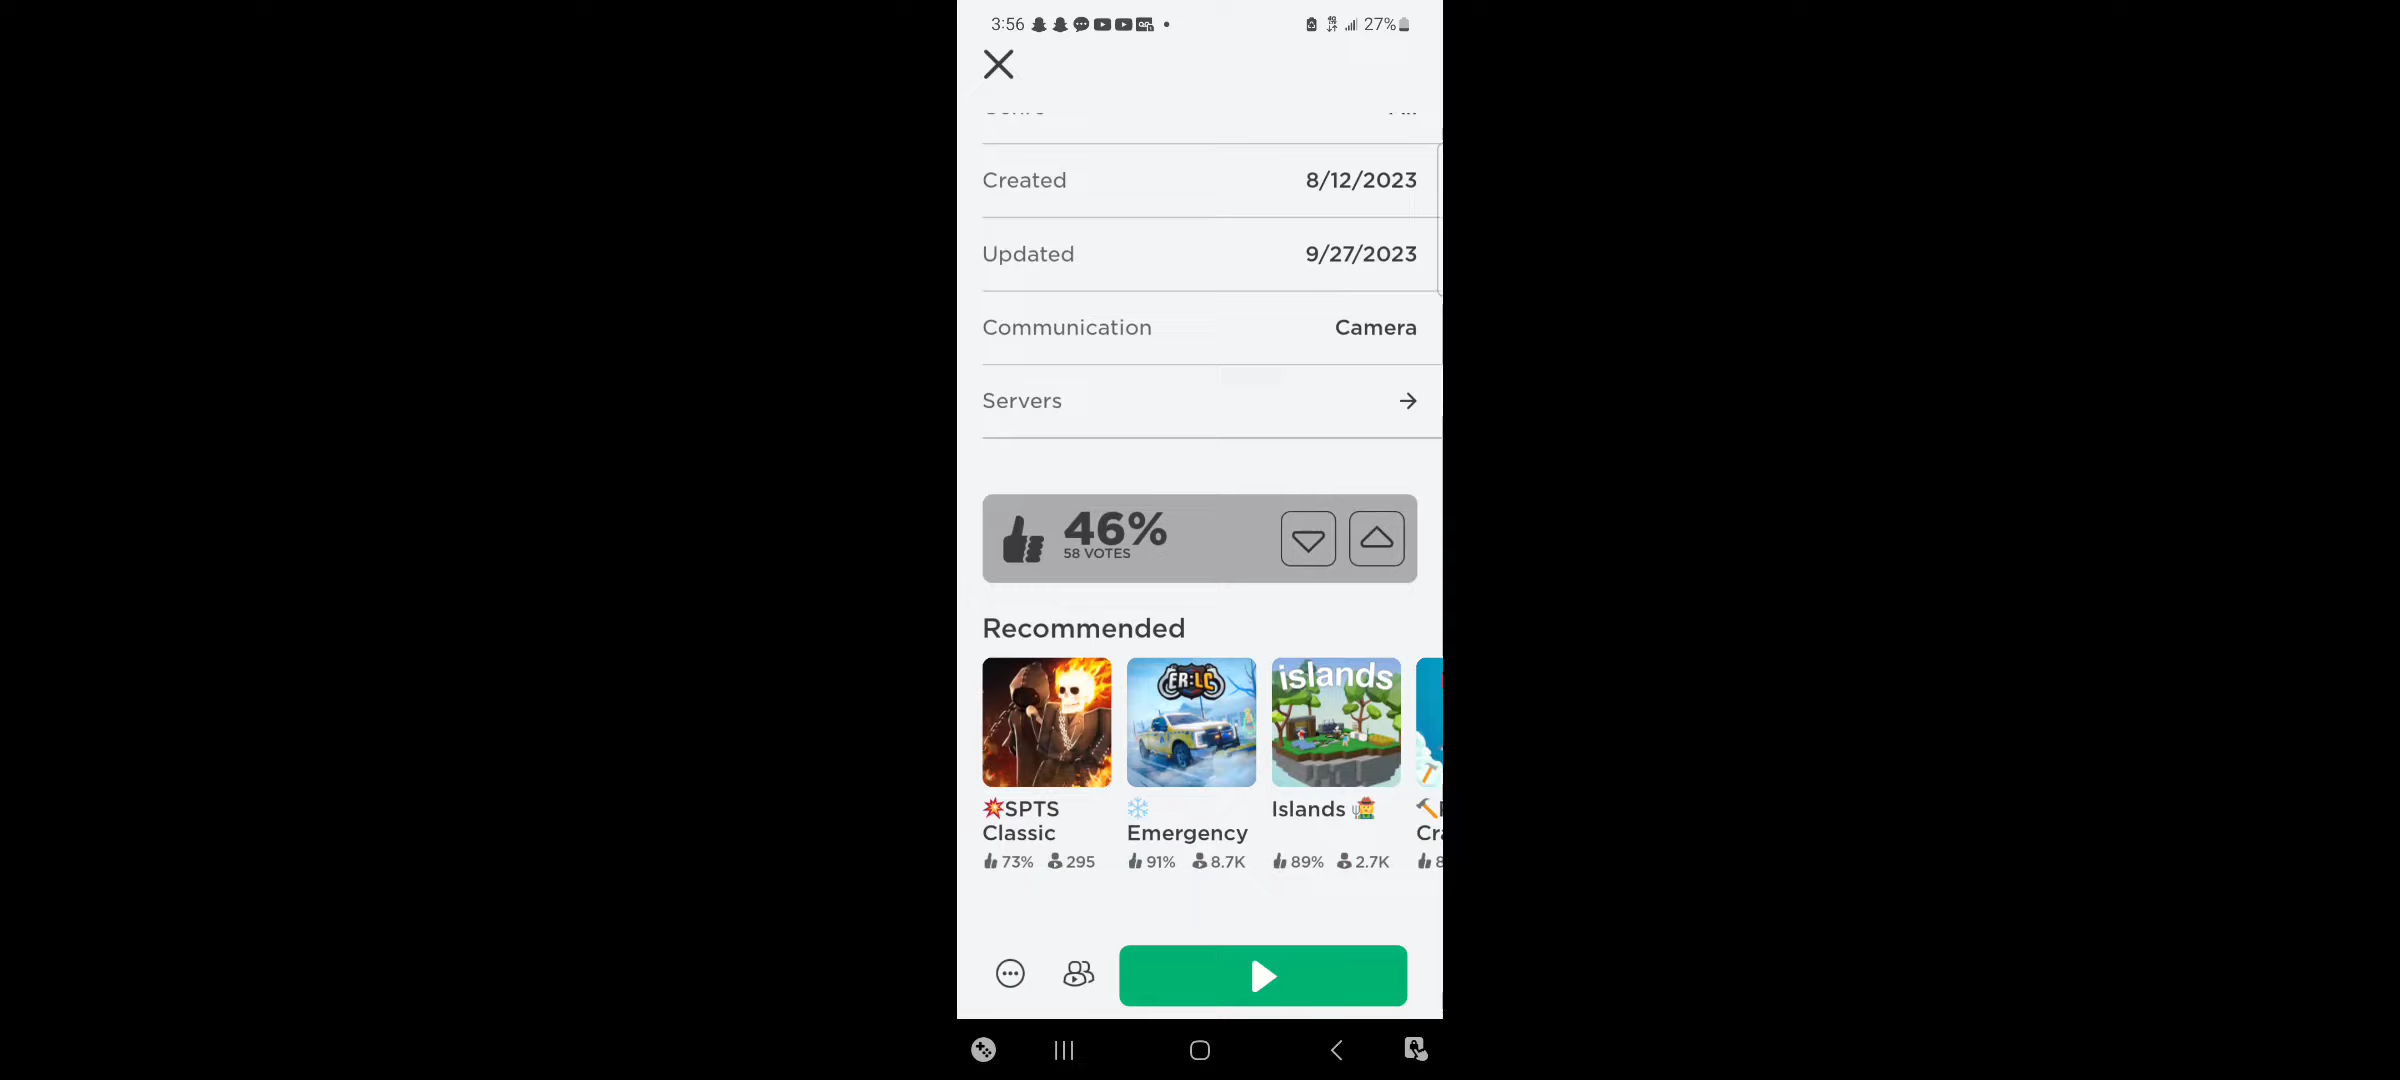 3:56
27%
Created 8/12/2023
Updated 9/27/2023
Communication Camera
Servers
46%
58 VOTES
Recommended
ER:LC
islands
SPTS
Classic
Emergency
Islands
73% 295
91% 8.7K
89% 2.7K